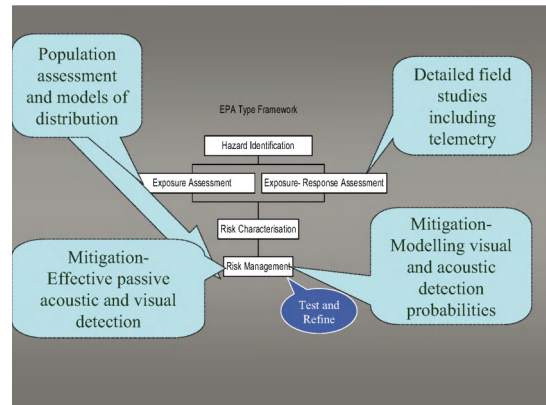 Population
assessment
and models of
distribution
Detailed field
studies
including
telemetry
EPA Type Framework
Hazard Identification
Exposure Assessment
Exposure- Response Assessment
Risk Characterisation
Risk Management
Mitigation-
Effective passive
acoustic and visual
detection
Mitigation-
Modelling visual
and acoustic
detection
probabilities
Test and
Refine